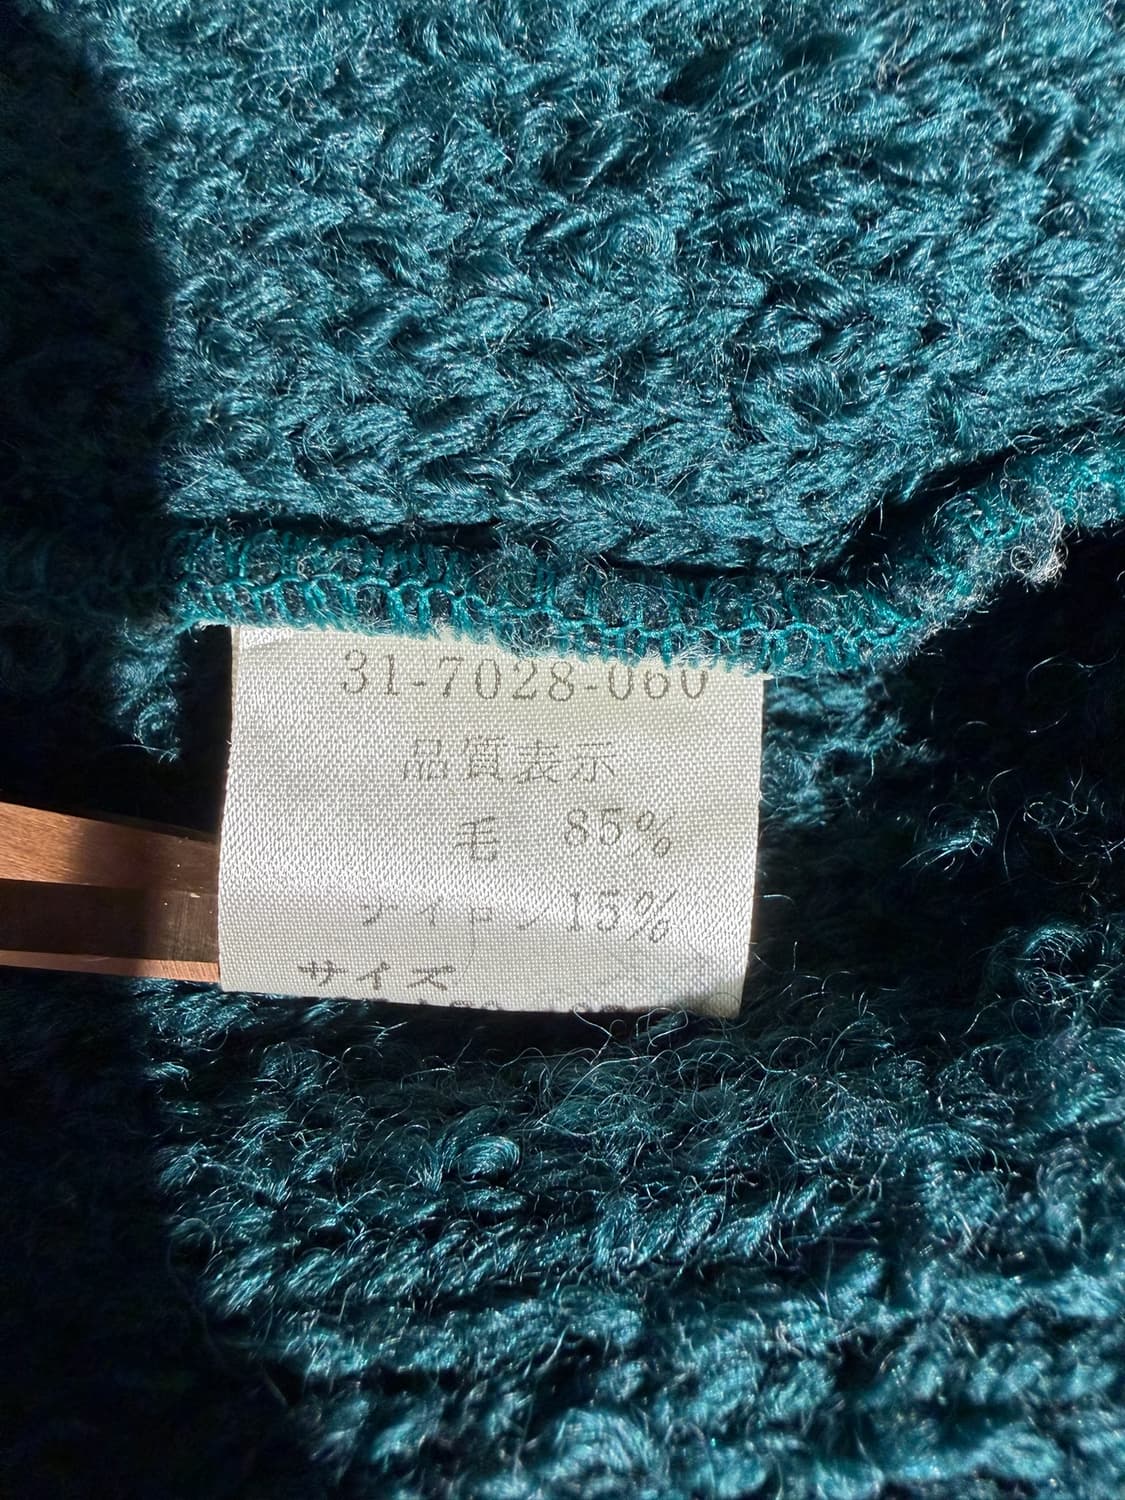 31-7028-060
品質表示
毛 85%
ナイロン 15%
サイズ